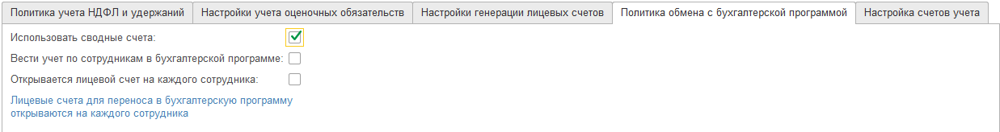 Политика учета НДФЛ и удержаний
Настройки учета оценочных обязательств
Настройки генерации лицевых счетов
Политика обмена с бухгалтерской программой
Настройка счетов учета
Использовать сводные счета:
Вести учет по сотрудникам в бухгалтерской программе:
Открывается лицевой счет на каждого сотрудника:
Лицевые счета для переноса в бухгалтерскую программу
открываются на каждого сотрудника